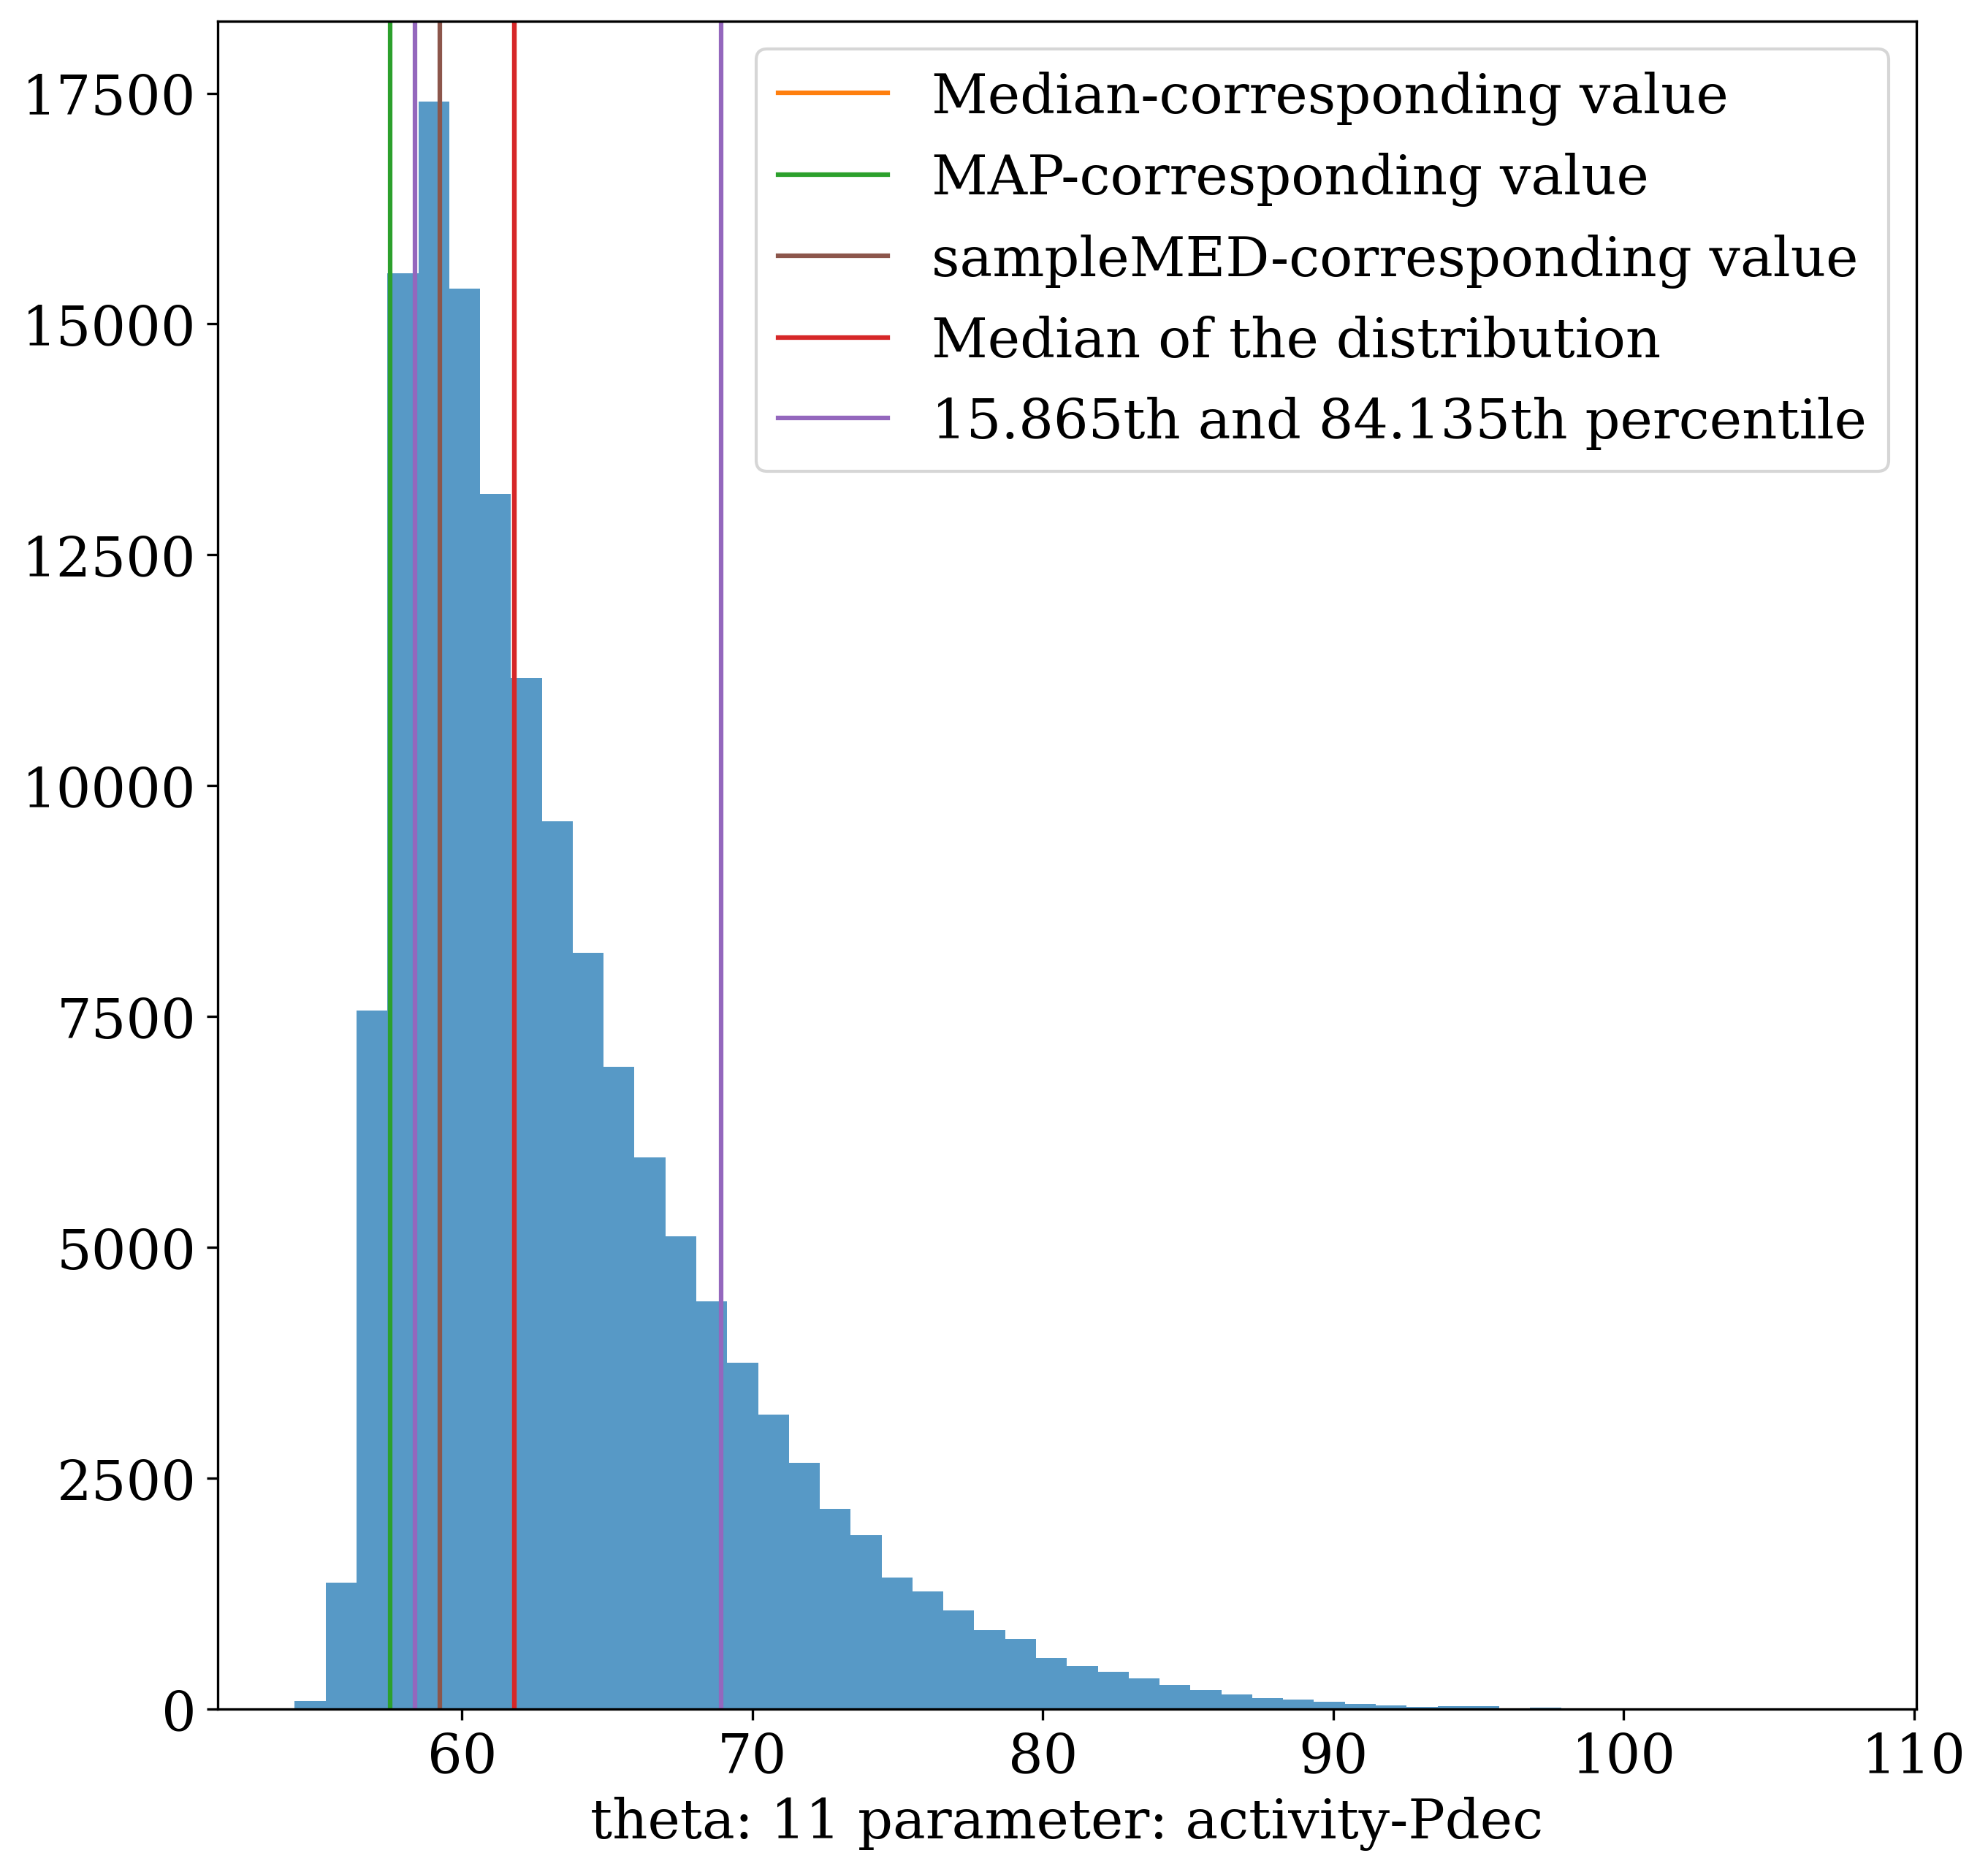 17500
15000
12500
10000
7500
5000
2500
0
Median-corresponding value
MAP-corresponding value
sampleMED-corresponding value
Median of the distribution
15.865th and 84.135th percentile
60 70 80 90 100 110
theta: 11 parameter: activity-Pdec